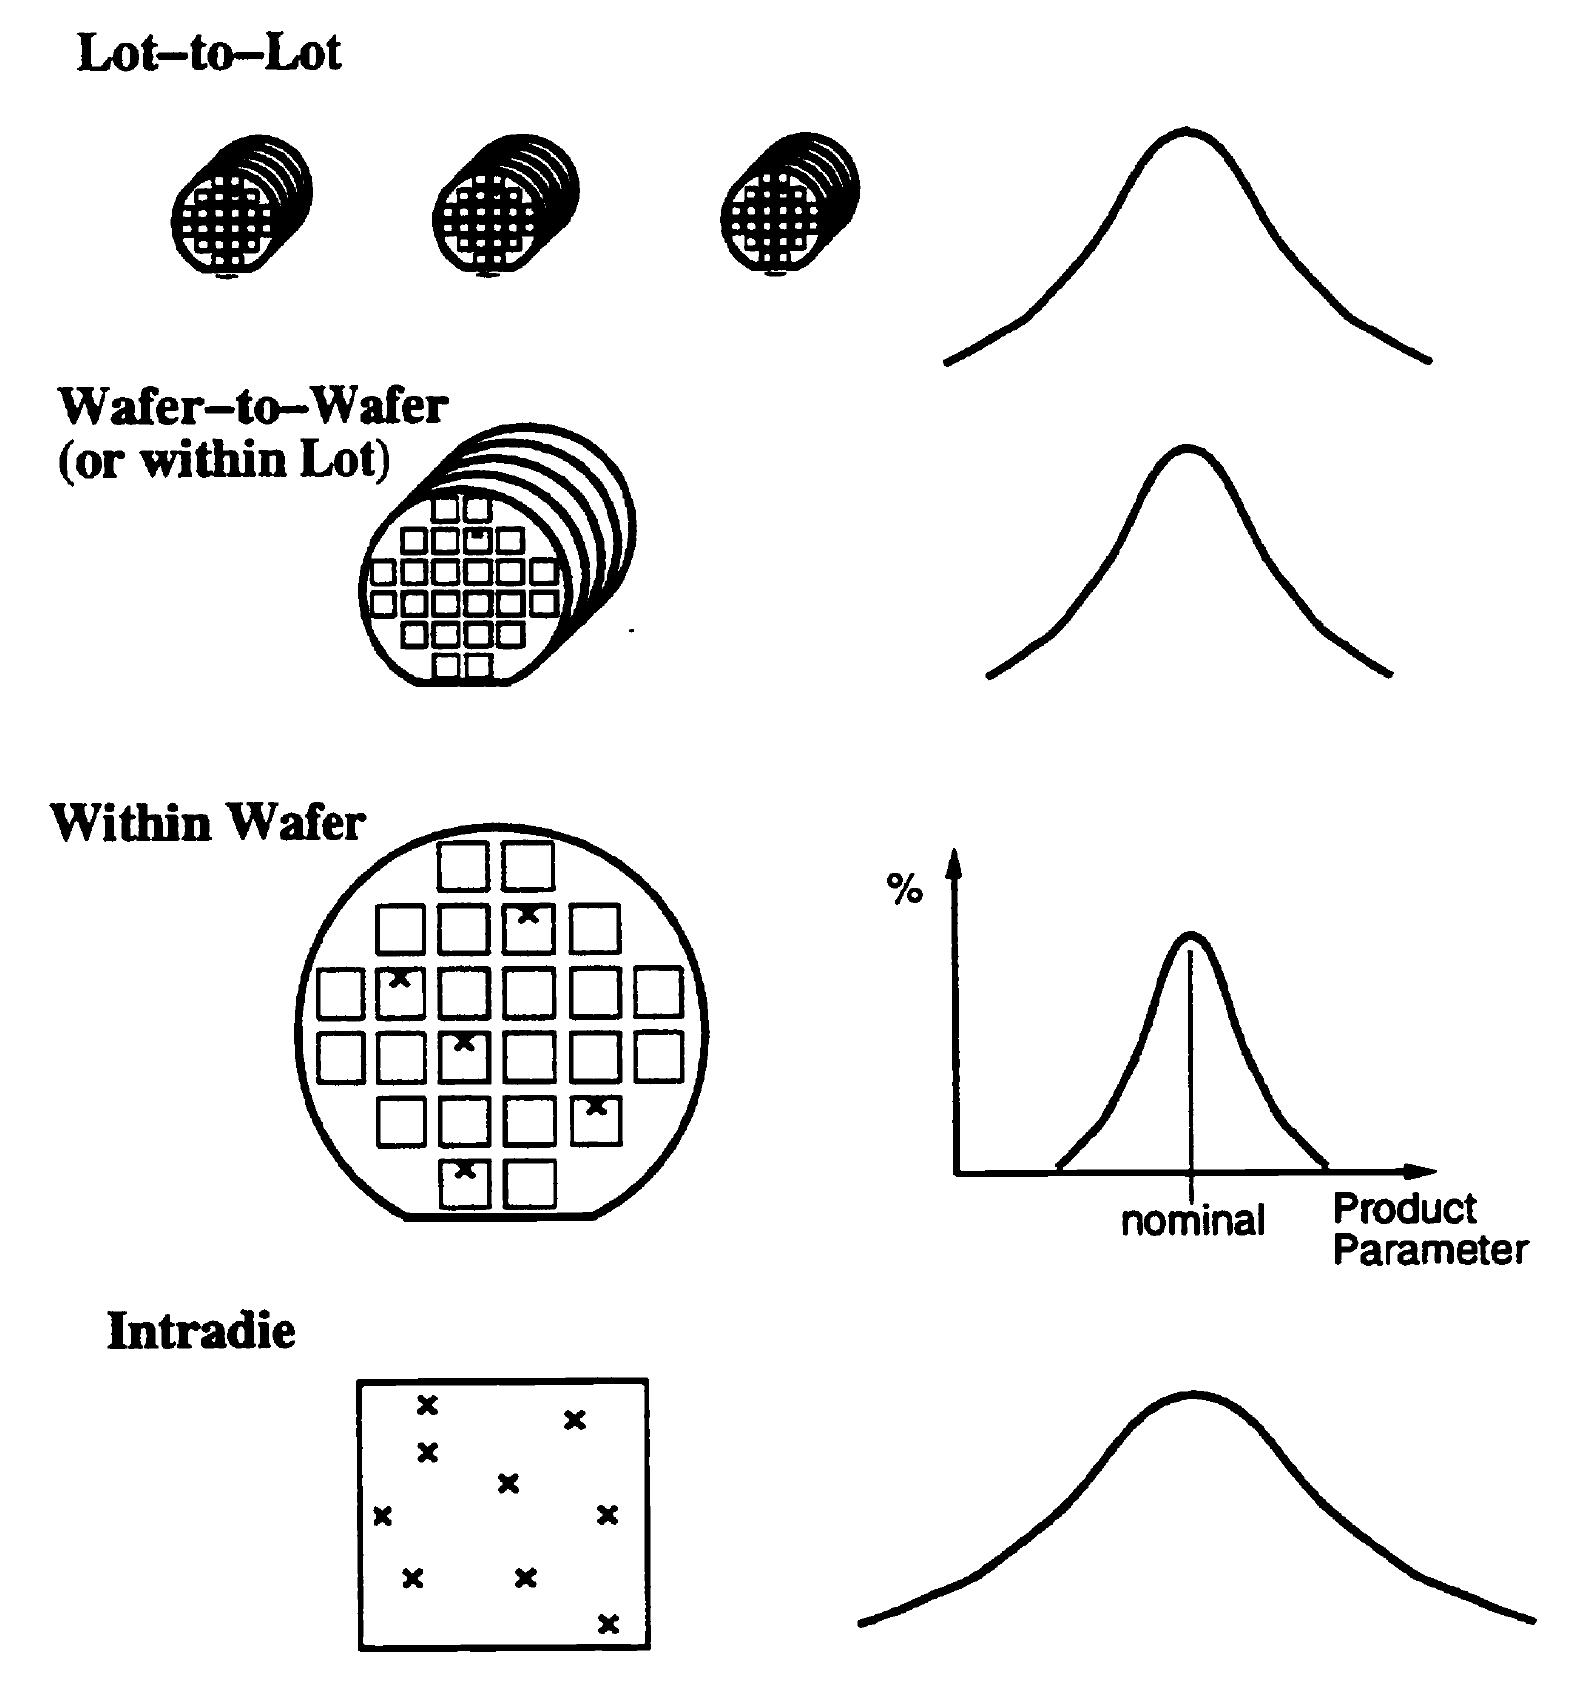 Lot–to–Lot
Wafer–to–Wafer
(or within Lot)
Within Wafer
%
nominal
Product
Parameter
Intradie